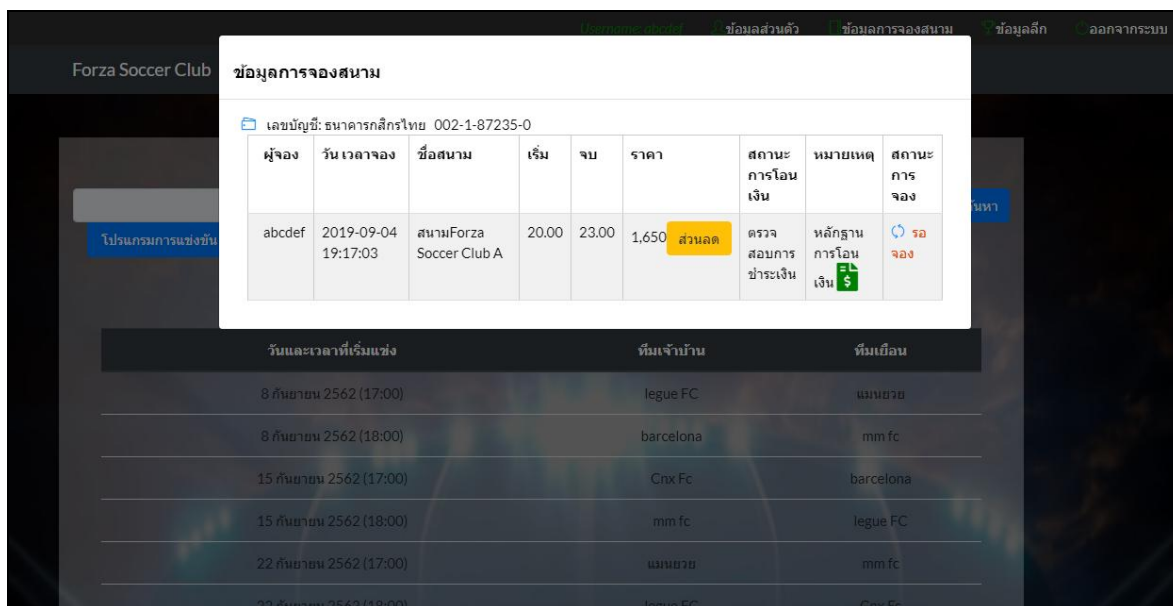 Username: abcdef ข้อมูลส่วนตัว ข้อมูลการจองสนาม ข้อมูลลีก ออกจากระบบ
Forza Soccer Club
ข้อมูลการจองสนาม
เลขบัญชี: ธนาคารกสิกรไทย 002-1-87235-0
ผู้จอง วัน เวลาจอง ชื่อสนาม เริ่ม จบ ราคา สถานะ หมายเหตุ สถานะ
การโอน การ
เงิน จอง
abcdef 2019-09-04 สนามForza 20.00 23.00 1,650 ส่วนลด ตรวจ หลักฐาน รอ
19:17:03 Soccer Club A สอบการ การโอน จอง
ชำระเงิน เงิน
โปรแกรมการแข่งขัน
วันและเวลาที่เริ่มแข่ง ทีมเจ้าบ้าน ทีมเยือน
8 กันยายน 2562 (17:00) legue FC แมนยวย
8 กันยายน 2562 (18:00) barcelona mm fc
15 กันยายน 2562 (17:00) Cnx Fc barcelona
15 กันยายน 2562 (18:00) mm fc legue FC
22 กันยายน 2562 (17:00) แมนยวย mm fc
22 กันยายน 2562 (18:00) legue FC Cnx Fc